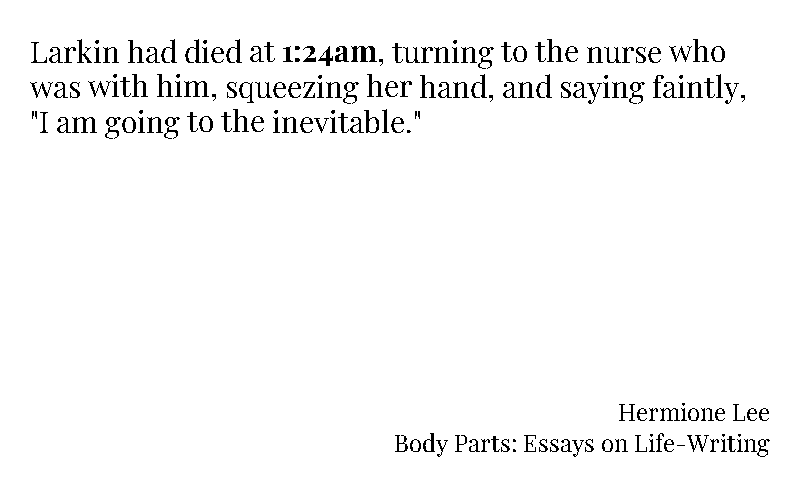 Larkin had died at 1:24am, turning to the nurse who
was with him, squeezing her hand, and saying faintly,
"I am going to the inevitable."
Hermione Lee
Body Parts: Essays on Life-Writing